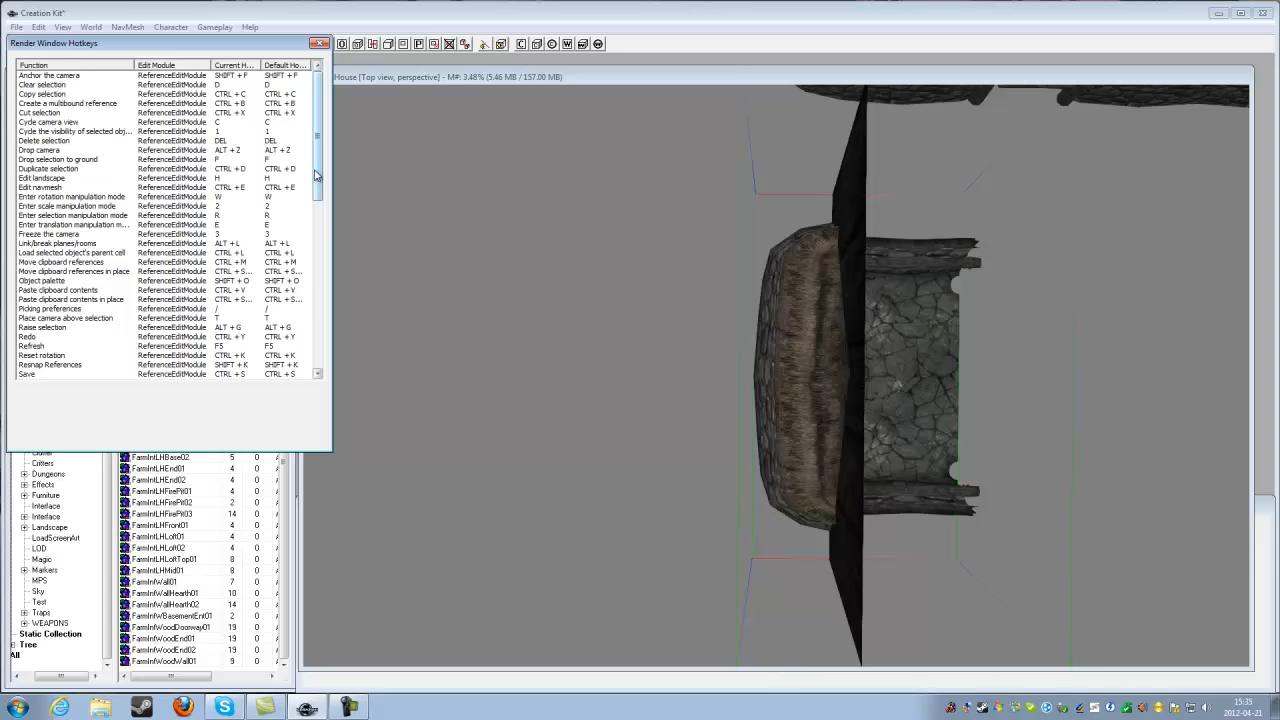 Creation Kit*
File Edit View World NavMesh Character Gameplay Help
Render Window Hotkeys
House [Top view, perspective] - M#: 3.48% (5.46 MB / 157.00 MB)
Function Edit Module Current H... Default Ho...
Anchor the camera ReferenceEditModule SHIFT + F SHIFT + F
Clear selection ReferenceEditModule D D
Copy selection ReferenceEditModule CTRL + C CTRL + C
Create a multibound reference ReferenceEditModule CTRL + B CTRL + B
Cut selection ReferenceEditModule CTRL + X CTRL + X
Cycle camera view ReferenceEditModule C C
Cycle the visibility of selected obj... ReferenceEditModule 1 1
Delete selection ReferenceEditModule DEL DEL
Drop camera ReferenceEditModule ALT + Z ALT + Z
Drop selection to ground ReferenceEditModule F F
Duplicate selection ReferenceEditModule CTRL + D CTRL + D
Edit landscape ReferenceEditModule H H
Edit navmesh ReferenceEditModule CTRL + E CTRL + E
Enter rotation manipulation mode ReferenceEditModule W W
Enter scale manipulation mode ReferenceEditModule 2 2
Enter selection manipulation mode ReferenceEditModule R R
Enter translation manipulation m... ReferenceEditModule E E
Freeze the camera ReferenceEditModule 3 3
Link/break planes/rooms ReferenceEditModule ALT + L ALT + L
Load selected object's parent cell ReferenceEditModule CTRL + L CTRL + L
Move clipboard references ReferenceEditModule CTRL + M CTRL + M
Move clipboard references in place ReferenceEditModule CTRL + S... CTRL + S...
Object palette ReferenceEditModule SHIFT + O SHIFT + O
Paste clipboard contents ReferenceEditModule CTRL + V CTRL + V
Paste clipboard contents in place ReferenceEditModule CTRL + S... CTRL + S...
Picking preferences ReferenceEditModule / /
Place camera above selection ReferenceEditModule T T
Raise selection ReferenceEditModule ALT + G ALT + G
Redo ReferenceEditModule CTRL + Y CTRL + Y
Refresh ReferenceEditModule F5 F5
Reset rotation ReferenceEditModule CTRL + K CTRL + K
Resnap References ReferenceEditModule SHIFT + K SHIFT + K
Save ReferenceEditModule CTRL + S CTRL + S
Critters
Dungeons
Effects
Furniture
Interface
Interface
Landscape
LoadScreenArt
LOD
Magic
Markers
MPS
Sky
Test
Traps
WEAPONS
Static Collection
Tree
All
FarmIntLHBase02 5 0
FarmIntLHEnd01 4 0
FarmIntLHEnd02 4 0
FarmIntLHFirePit01 4 0
FarmIntLHFirePit02 2 0
FarmIntLHFirePit03 14 0
FarmIntLHFront01 4 0
FarmIntLHLoft01 4 0
FarmIntLHLoft02 4 0
FarmIntLHLoftTop01 8 0
FarmIntLHMid01 8 0
FarmIntWall01 7 0
FarmIntWallHearth01 10 0
FarmIntWallHearth02 14 0
FarmIntWBasementEnt01 2 0
FarmIntWoodDoorway01 19 0
FarmIntWoodEnd01 19 0
FarmIntWoodEnd02 19 0
FarmIntWoodWall01 9 0
15:35
2012-04-21